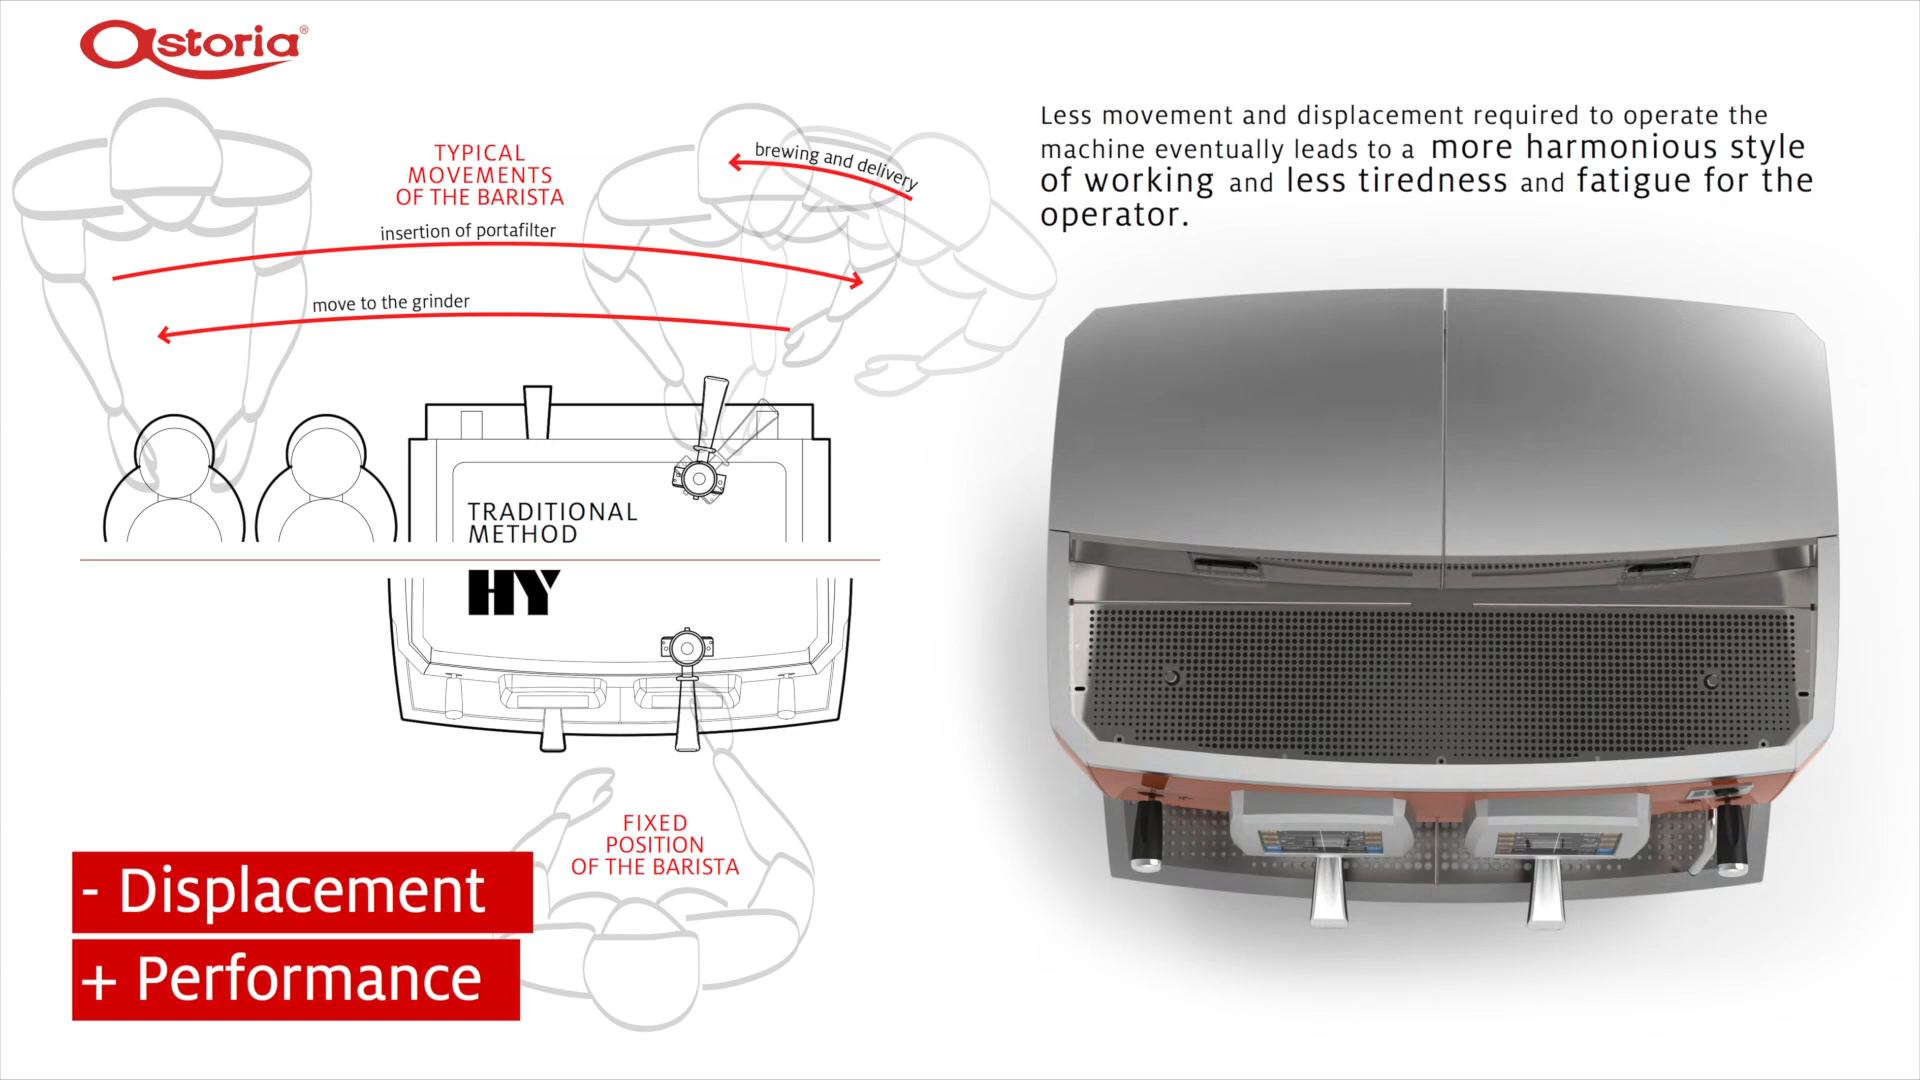 astoria®
TYPICAL
MOVEMENTS
OF THE BARISTA
brewing and delivery
insertion of portafilter
move to the grinder
TRADITIONAL
METHOD
HY
FIXED
POSITION
OF THE BARISTA
- Displacement
+ Performance
Less movement and displacement required to operate the
machine eventually leads to a more harmonious style
of working and less tiredness and fatigue for the
operator.